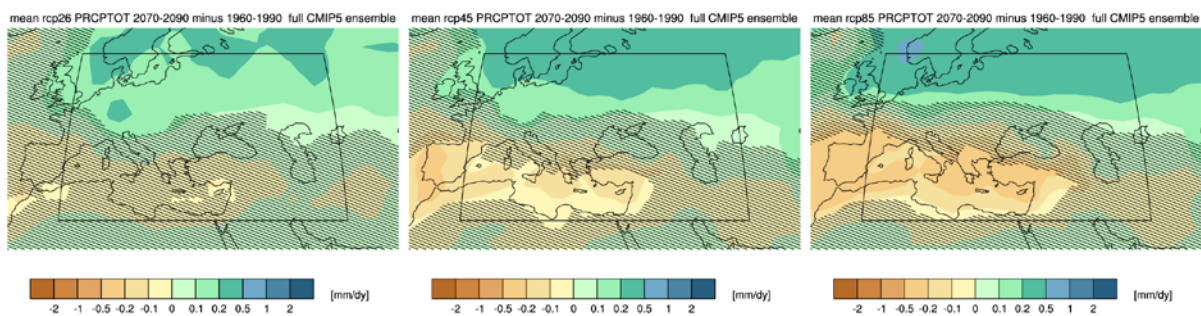 mean rcp26 PRCPTOT 2070-2090 minus 1960-1990 full CMIP5 ensemble
-2 -1 -0.5 -0.2 -0.1 0 0.1 0.2 0.5 1 2 [mm/dy]
mean rcp45 PRCPTOT 2070-2090 minus 1960-1990 full CMIP5 ensemble
-2 -1 -0.5 -0.2 -0.1 0 0.1 0.2 0.5 1 2 [mm/dy]
mean rcp85 PRCPTOT 2070-2090 minus 1960-1990 full CMIP5 ensemble
-2 -1 -0.5 -0.2 -0.1 0 0.1 0.2 0.5 1 2 [mm/dy]